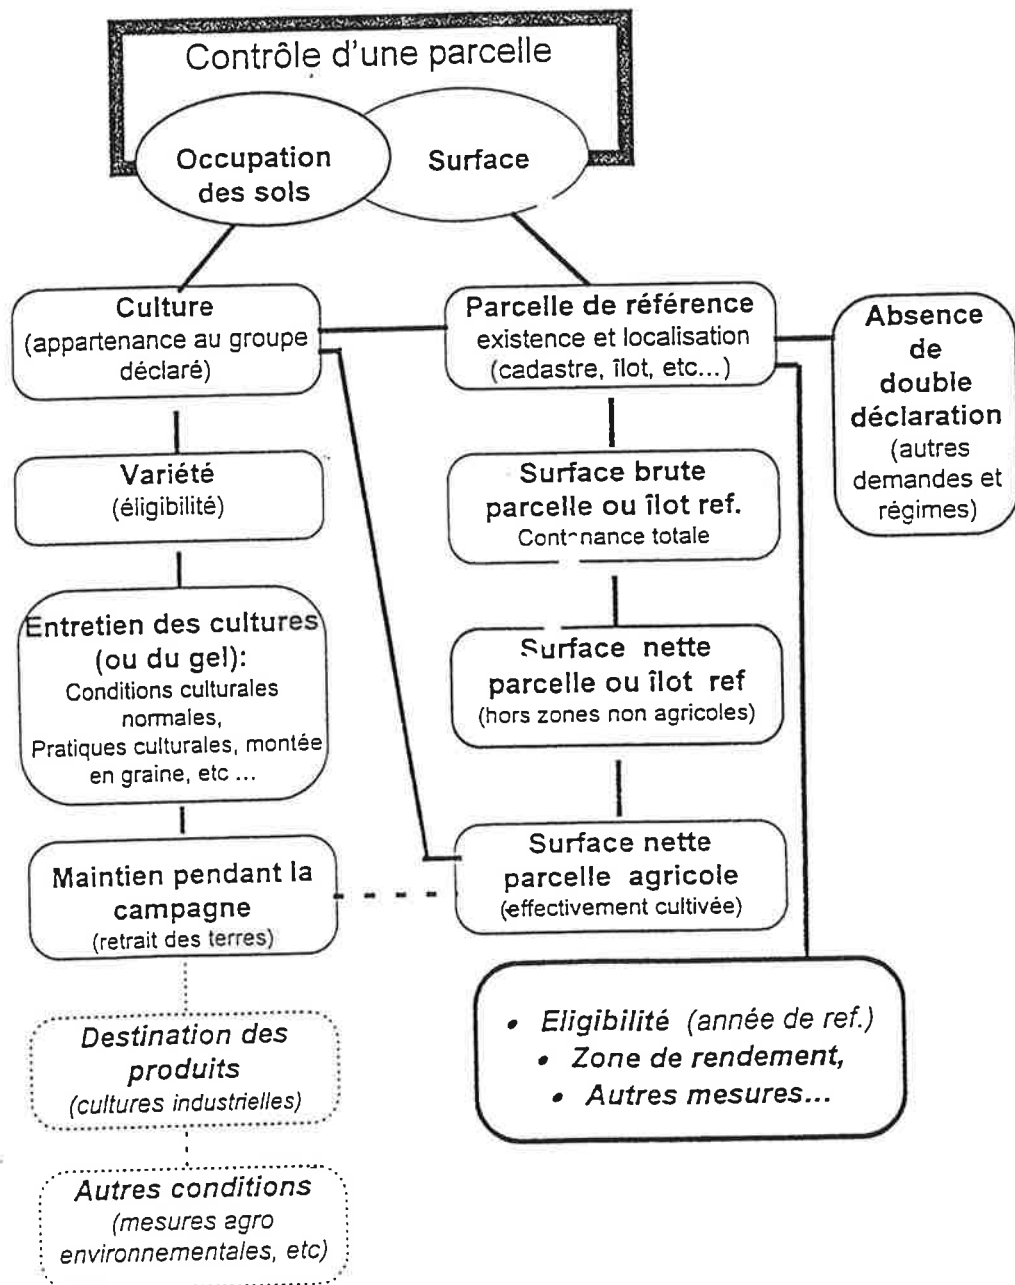 Contrôle d'une parcelle
Occupation
des sols
Surface
Culture
(appartenance au groupe
déclaré)
Parcelle de référence
existence et localisation
(cadastre, îlot, etc...)
Absence
de
double
déclaration
(autres
demandes et
régimes)
Variété
(éligibilité)
Surface brute
parcelle ou îlot ref.
Contenance totale
Entretien des cultures
(ou du gel):
Conditions culturales
normales,
Pratiques culturales, montée
en graine, etc ...
Surface nette
parcelle ou îlot ref
(hors zones non agricoles)
Maintien pendant la
campagne
(retrait des terres)
Surface nette
parcelle agricole
(effectivement cultivée)
Destination des
produits
(cultures industrielles)
• Eligibilité (année de ref.)
• Zone de rendement,
• Autres mesures...
Autres conditions
(mesures agro
environnementales, etc)